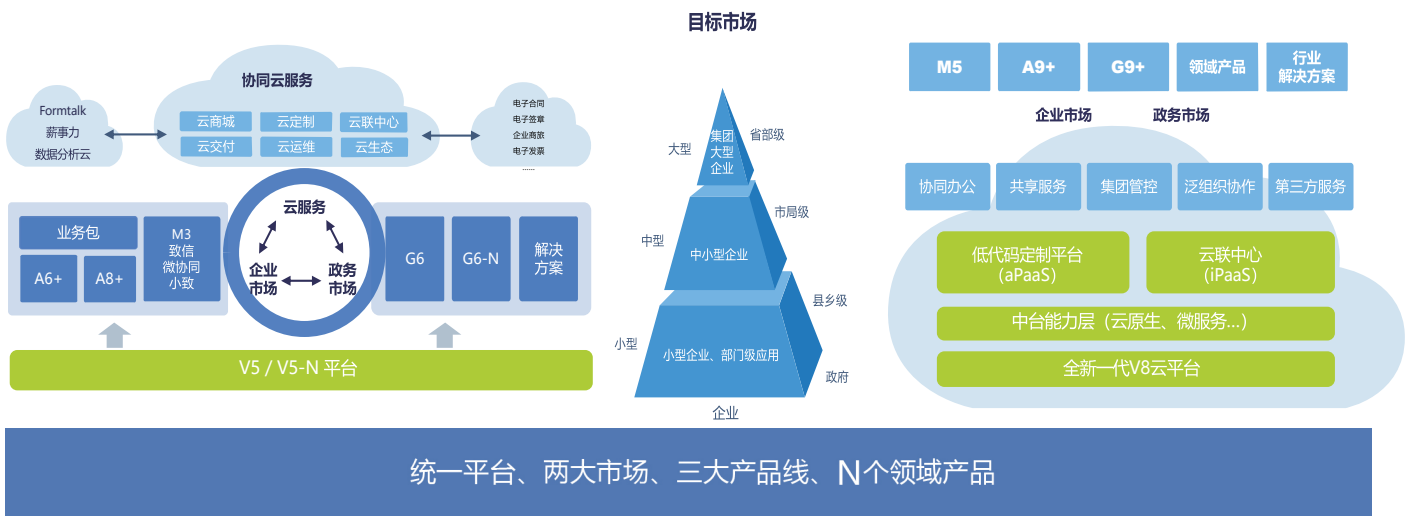 目标市场
协同云服务
云商城
云定制
云联中心
云交付
云运维
云生态
Formtalk
薪事力
数据分析云
电子合同
电子签章
企业商旅
电子发票
......
业务包
A6+
A8+
M3
致信
微协同
小致
云服务
企业
市场
政务
市场
G6
G6-N
解决
方案
V5 / V5-N 平台
大型
集团
大型
企业
省部级
中型
中小型企业
市局级
小型
小型企业、部门级应用
县乡级
政府
企业
M5
A9+
G9+
领域产品
行业
解决方案
企业市场
政务市场
协同办公
共享服务
集团管控
泛组织协作
第三方服务
低代码定制平台
（aPaaS）
云联中心
（iPaaS）
中台能力层（云原生、微服务...）
全新一代V8云平台
统一平台、两大市场、三大产品线、N个领域产品